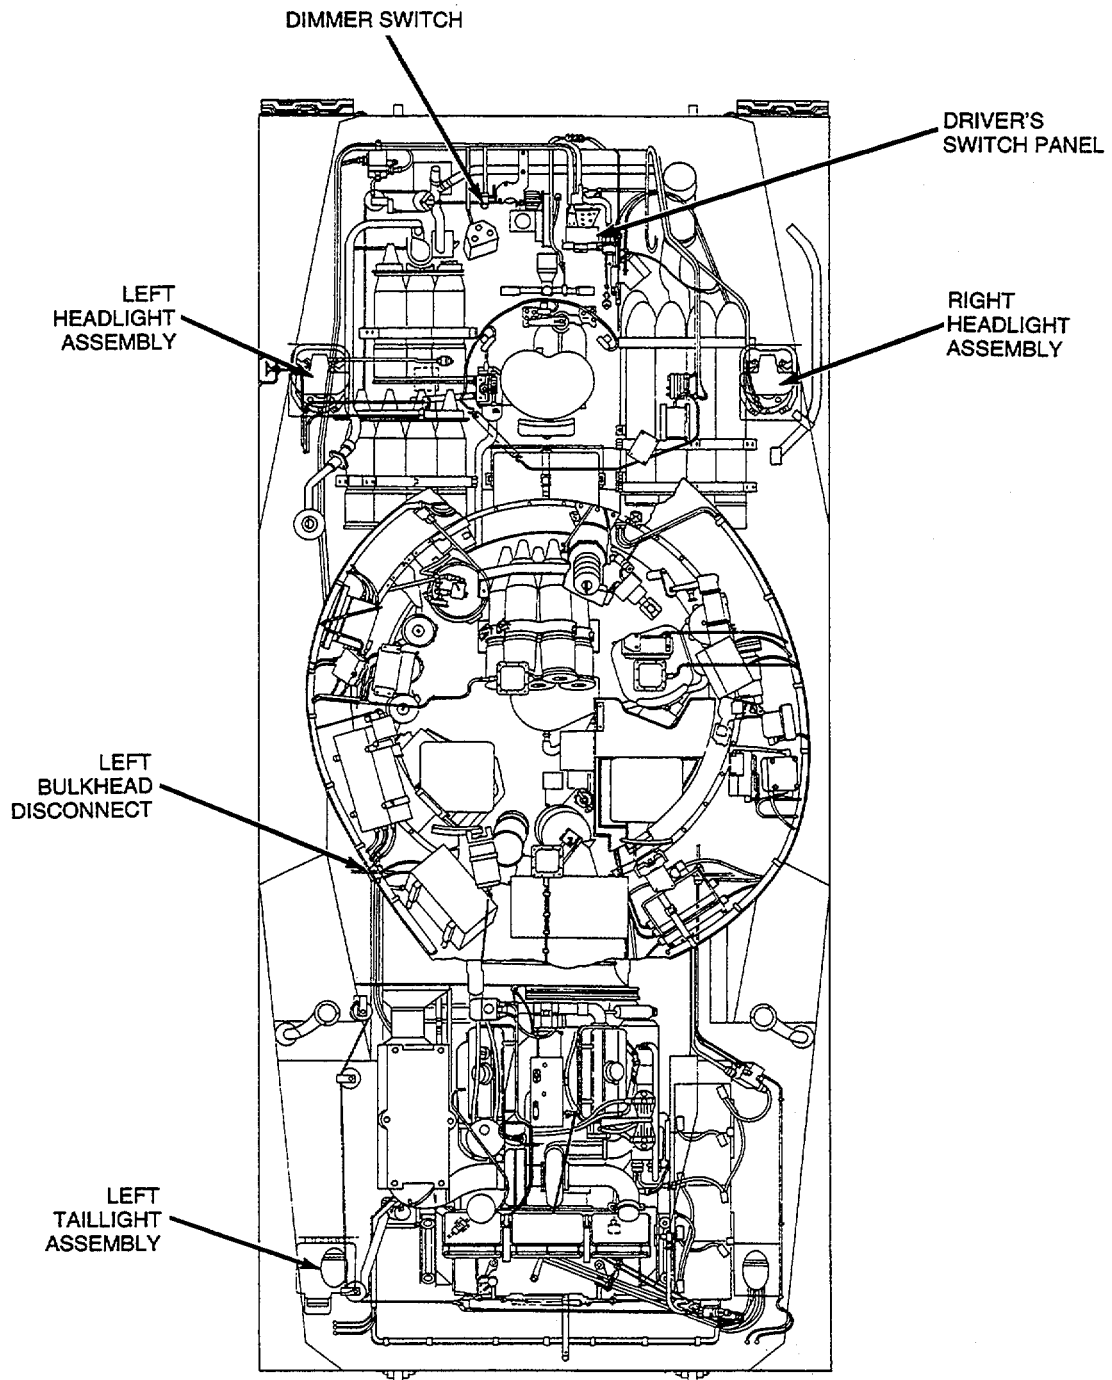 DIMMER SWITCH
DRIVER'S
SWITCH PANEL
LEFT
HEADLIGHT
ASSEMBLY
RIGHT
HEADLIGHT
ASSEMBLY
LEFT
BULKHEAD
DISCONNECT
LEFT
TAILLIGHT
ASSEMBLY